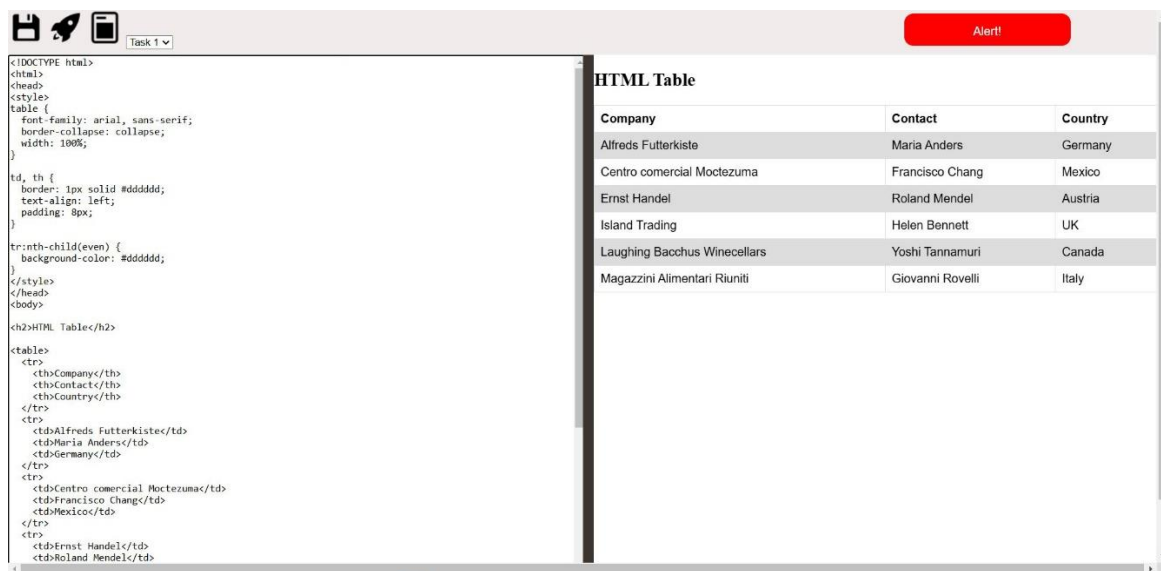 Task 1
Alert!
<!DOCTYPE html>
<html>
<head>
<style>
table {
  font-family: arial, sans-serif;
  border-collapse: collapse;
  width: 100%;
}

td, th {
  border: 1px solid #dddddd;
  text-align: left;
  padding: 8px;
}

tr:nth-child(even) {
  background-color: #dddddd;
}
</style>
</head>
<body>

<h2>HTML Table</h2>

<table>
  <tr>
    <th>Company</th>
    <th>Contact</th>
    <th>Country</th>
  </tr>
  <tr>
    <td>Alfreds Futterkiste</td>
    <td>Maria Anders</td>
    <td>Germany</td>
  </tr>
  <tr>
    <td>Centro comercial Moctezuma</td>
    <td>Francisco Chang</td>
    <td>Mexico</td>
  </tr>
  <tr>
    <td>Ernst Handel</td>
    <td>Roland Mendel</td>
HTML Table
Company Contact Country
Alfreds Futterkiste Maria Anders Germany
Centro comercial Moctezuma Francisco Chang Mexico
Ernst Handel Roland Mendel Austria
Island Trading Helen Bennett UK
Laughing Bacchus Winecellars Yoshi Tannamuri Canada
Magazzini Alimentari Riuniti Giovanni Rovelli Italy